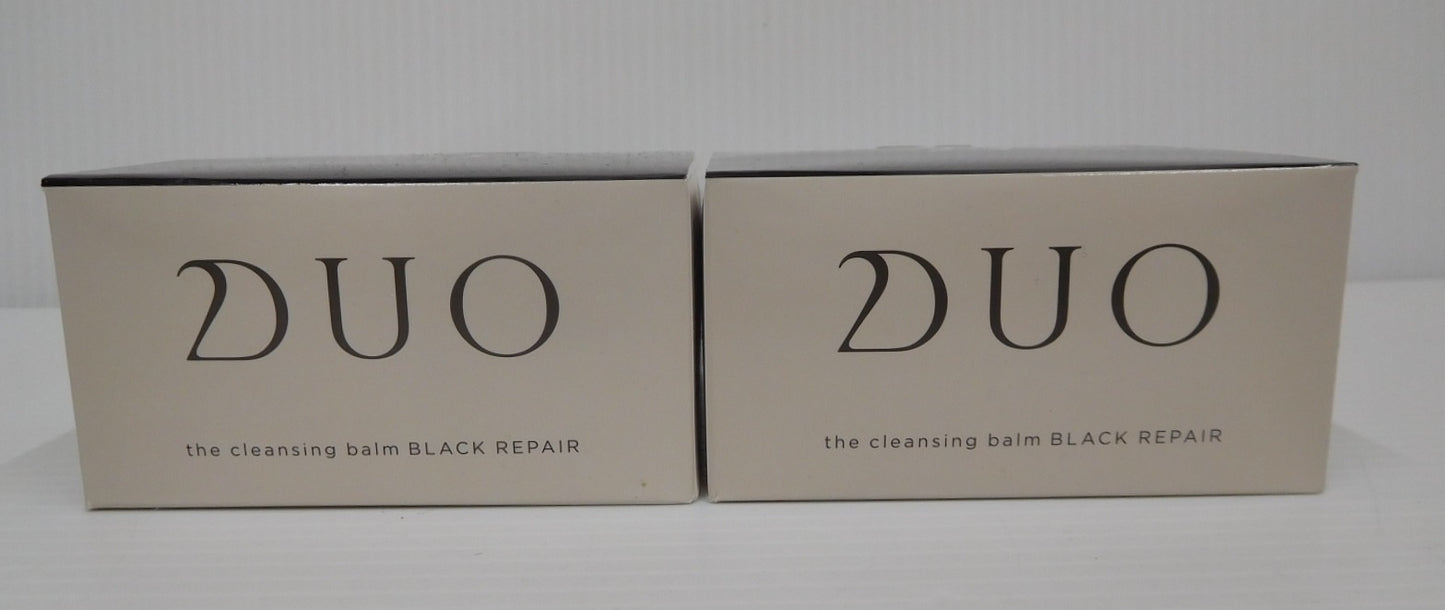 DUO
the cleansing balm BLACK REPAIR
DUO
the cleansing balm BLACK REPAIR